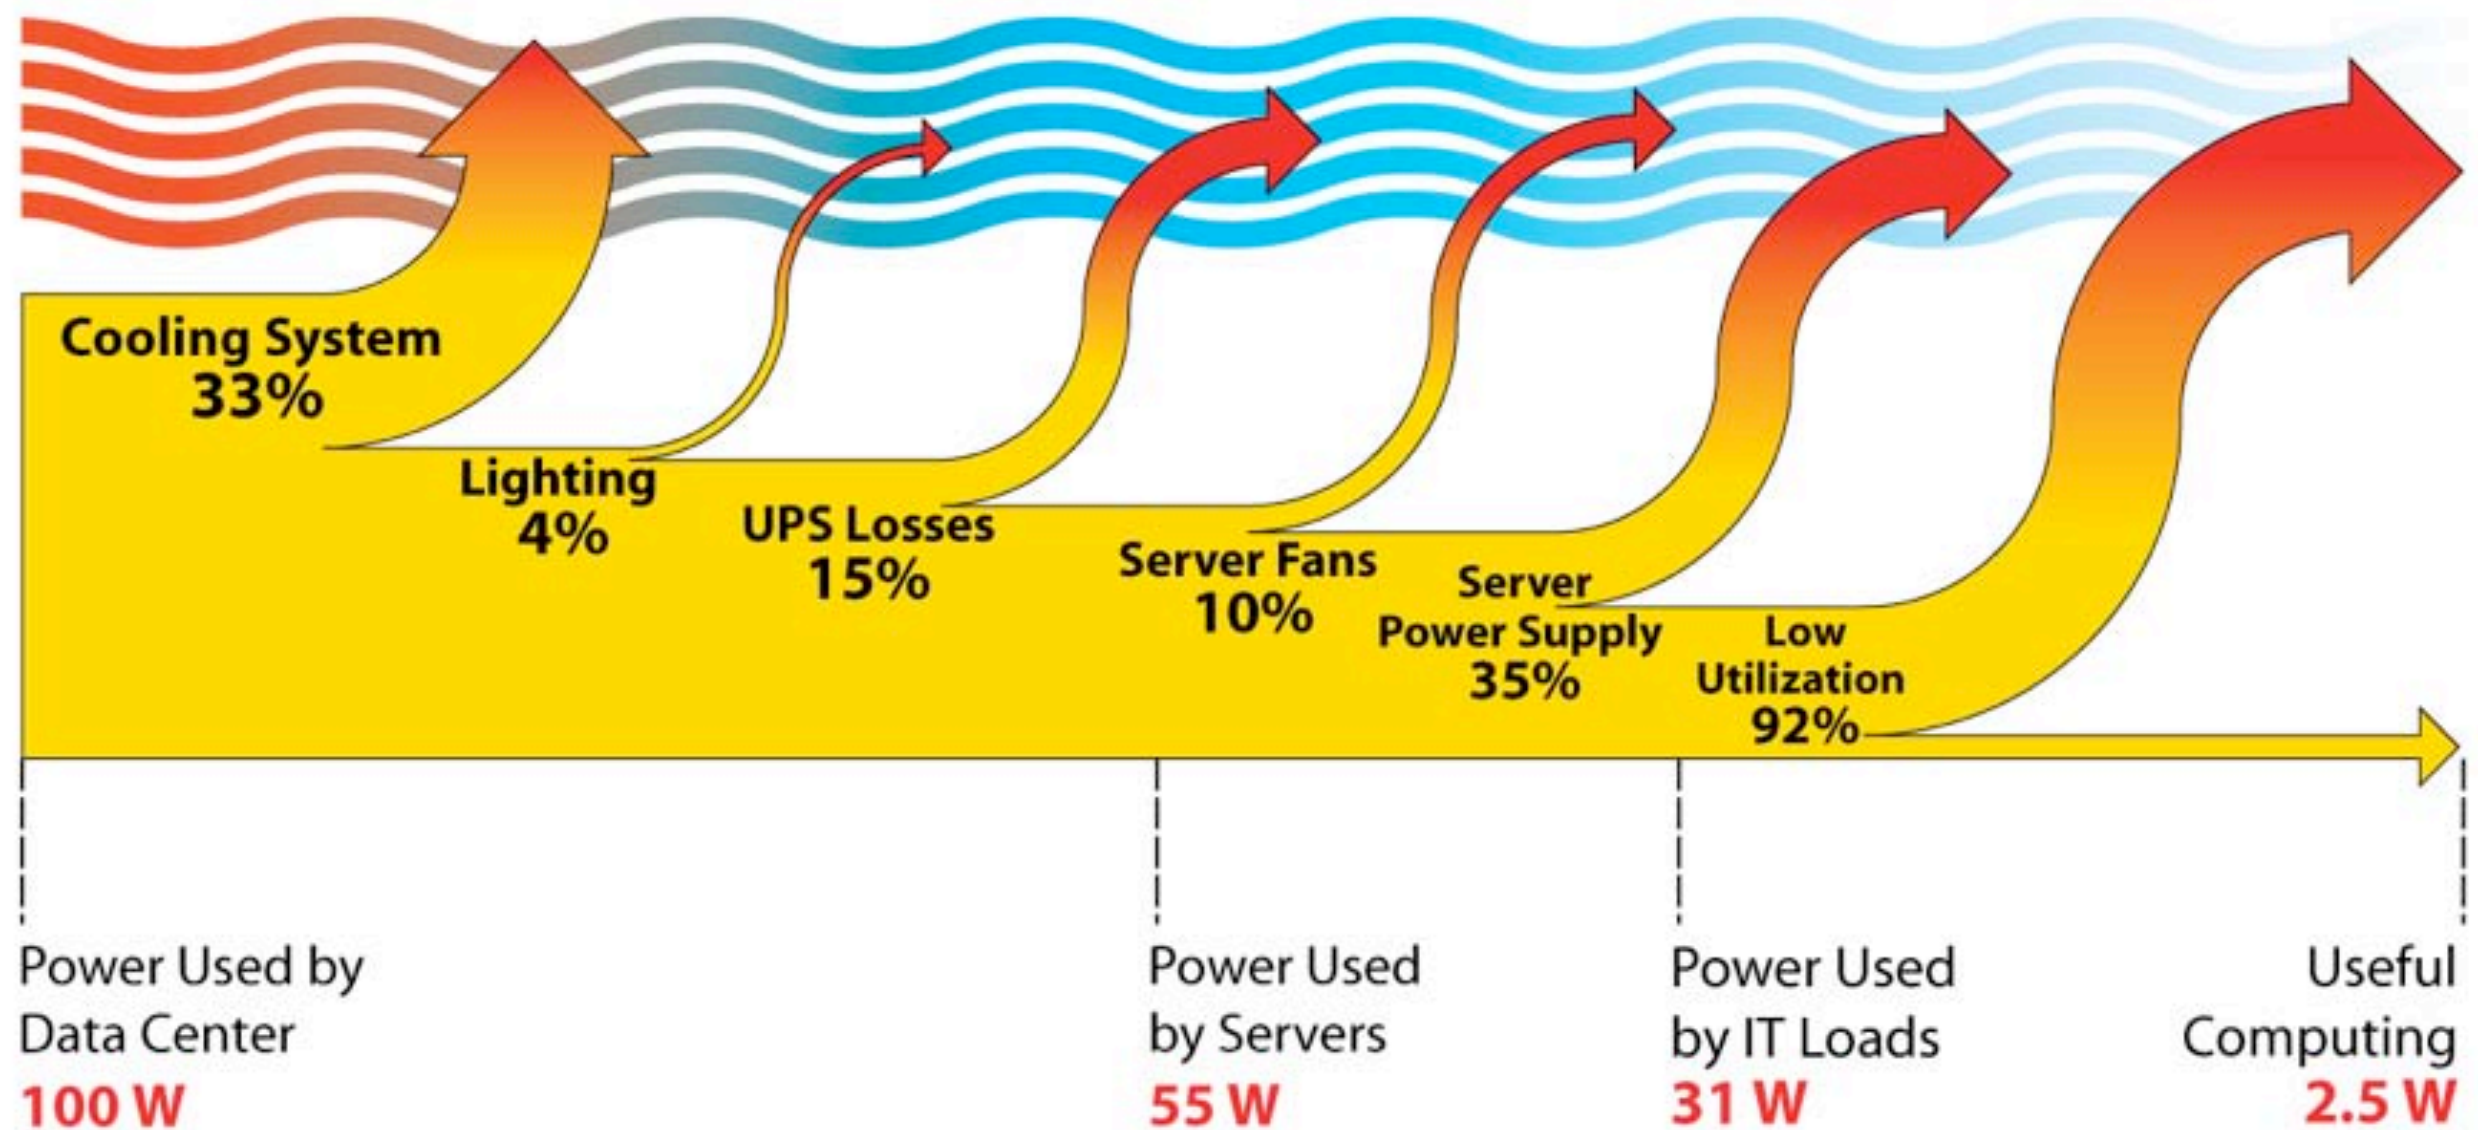 Cooling System
33%
Lighting
4%
UPS Losses
15%
Server Fans
10%
Server
Power Supply
35%
Low
Utilization
92%
Power Used by
Data Center
100 W
Power Used
by Servers
55 W
Power Used
by IT Loads
31 W
Useful
Computing
2.5 W